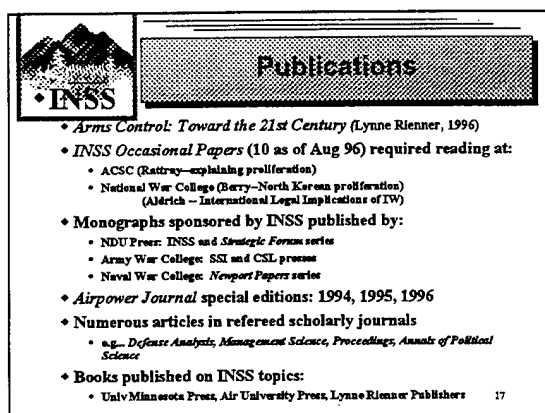 Publications
◆ INSS
◆ Arms Control: Toward the 21st Century (Lynne Rienner, 1996)
◆ INSS Occasional Papers (10 as of Aug 96) required reading at:
◆ ACSC (Rattray--explaining proliferation)
◆ National War College (Berry--North Korean proliferation)
(Aldrich -- International Legal Implications of IW)
◆ Monographs sponsored by INSS published by:
◆ NDU Press: INSS and Strategic Forum series
◆ Army War College: SSI and CSL presses
◆ Naval War College: Newport Papers series
◆ Airpower Journal special editions: 1994, 1995, 1996
◆ Numerous articles in refereed scholarly journals
◆ e.g... Defense Analysis, Management Science, Proceedings, Annals of Political
Science
◆ Books published on INSS topics:
◆ Univ Minnesota Press, Air University Press, Lynne Rienner Publishers 17